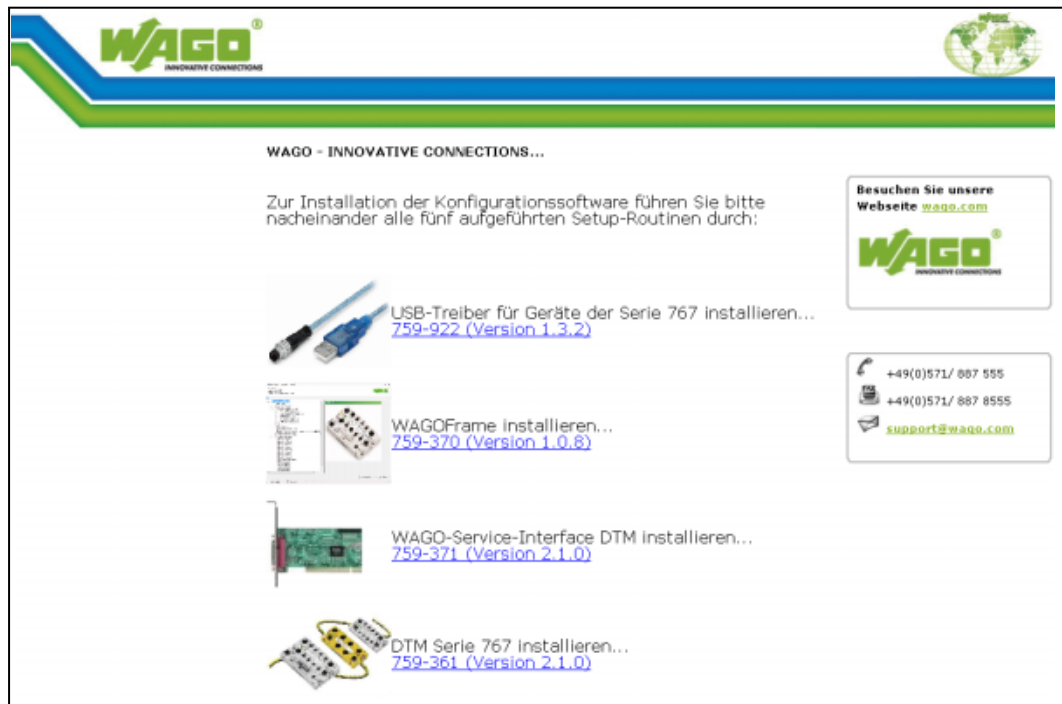 WAGO®
INNOVATIVE CONNECTIONS
WAGO
WAGO - INNOVATIVE CONNECTIONS...
Zur Installation der Konfigurationssoftware führen Sie bitte
nacheinander alle fünf aufgeführten Setup-Routinen durch:
USB-Treiber für Geräte der Serie 767 installieren...
759-922 (Version 1.3.2)
WAGOFrame installieren...
759-370 (Version 1.0.8)
WAGO-Service-Interface DTM installieren...
759-371 (Version 2.1.0)
DTM Serie 767 installieren...
759-361 (Version 2.1.0)
Besuchen Sie unsere
Webseite wago.com
WAGO®
INNOVATIVE CONNECTIONS
+49(0)571/ 887 555
+49(0)571/ 887 8555
support@wago.com